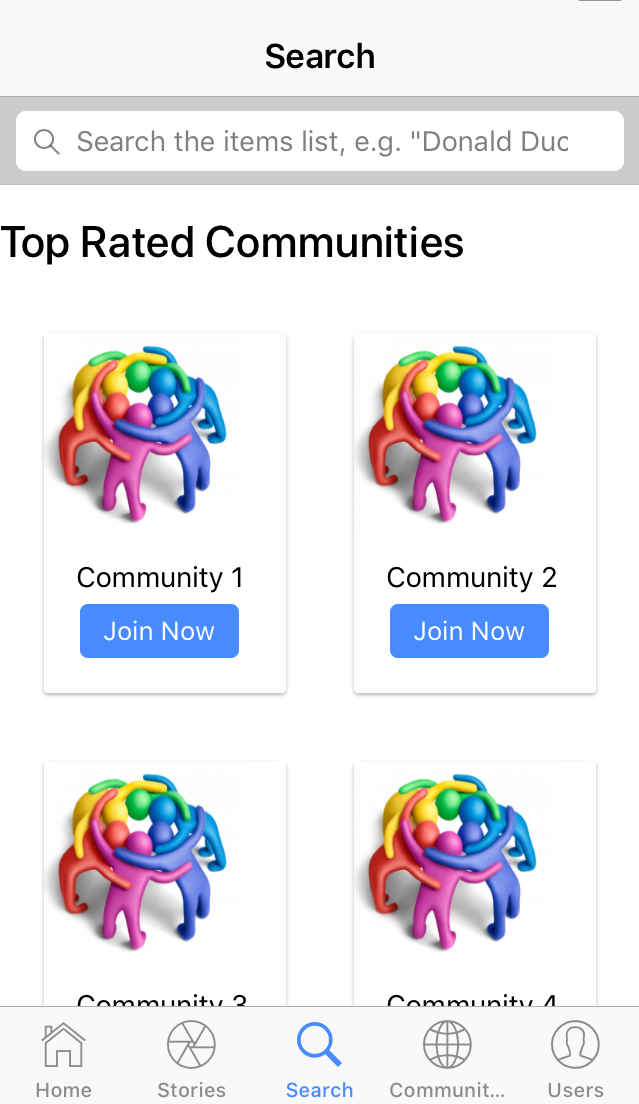 Search
Search the items list, e.g. "Donald Duc
Top Rated Communities
Community 1
Community 2
Join Now
Join Now
Community 3
Community 4
Home
Stories
Search
Communit...
Users